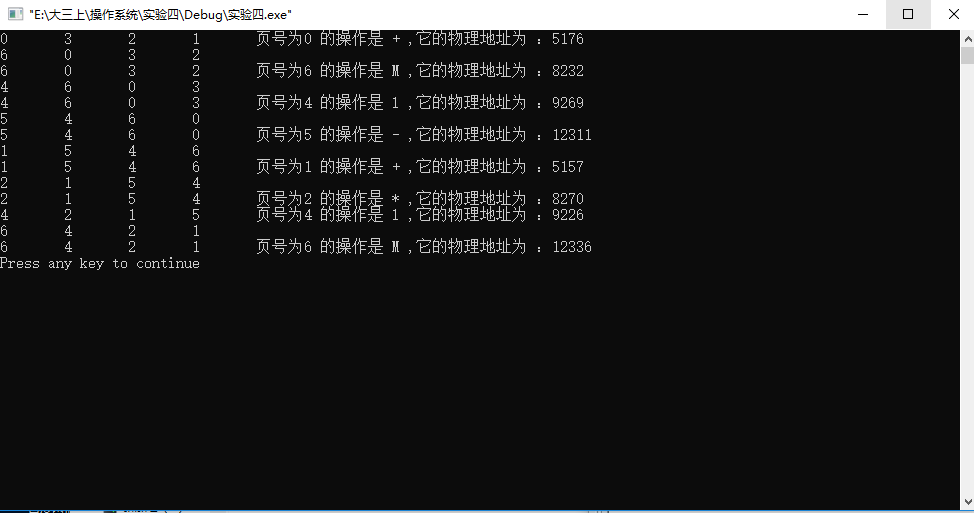 "E:\大三上\操作系统\实验四\Debug\实验四.exe"
0 3 2 1 页号为0 的操作是 + ,它的物理地址为 ：5176
6 0 3 2
6 0 3 2 页号为6 的操作是 M ,它的物理地址为 ：8232
4 6 0 3
4 6 0 3 页号为4 的操作是 1 ,它的物理地址为 ：9269
5 4 6 0
5 4 6 0 页号为5 的操作是 - ,它的物理地址为 ：12311
1 5 4 6
1 5 4 6 页号为1 的操作是 + ,它的物理地址为 ：5157
2 1 5 4
2 1 5 4 页号为2 的操作是 * ,它的物理地址为 ：8270
4 2 1 5 页号为4 的操作是 1 ,它的物理地址为 ：9226
6 4 2 1
6 4 2 1 页号为6 的操作是 M ,它的物理地址为 ：12336
Press any key to continue